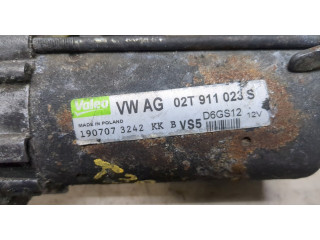 Valeo VW AG 02T 911 023 S
MADE IN POLAND D6GS12
190707 3242 KK B VS5 12V